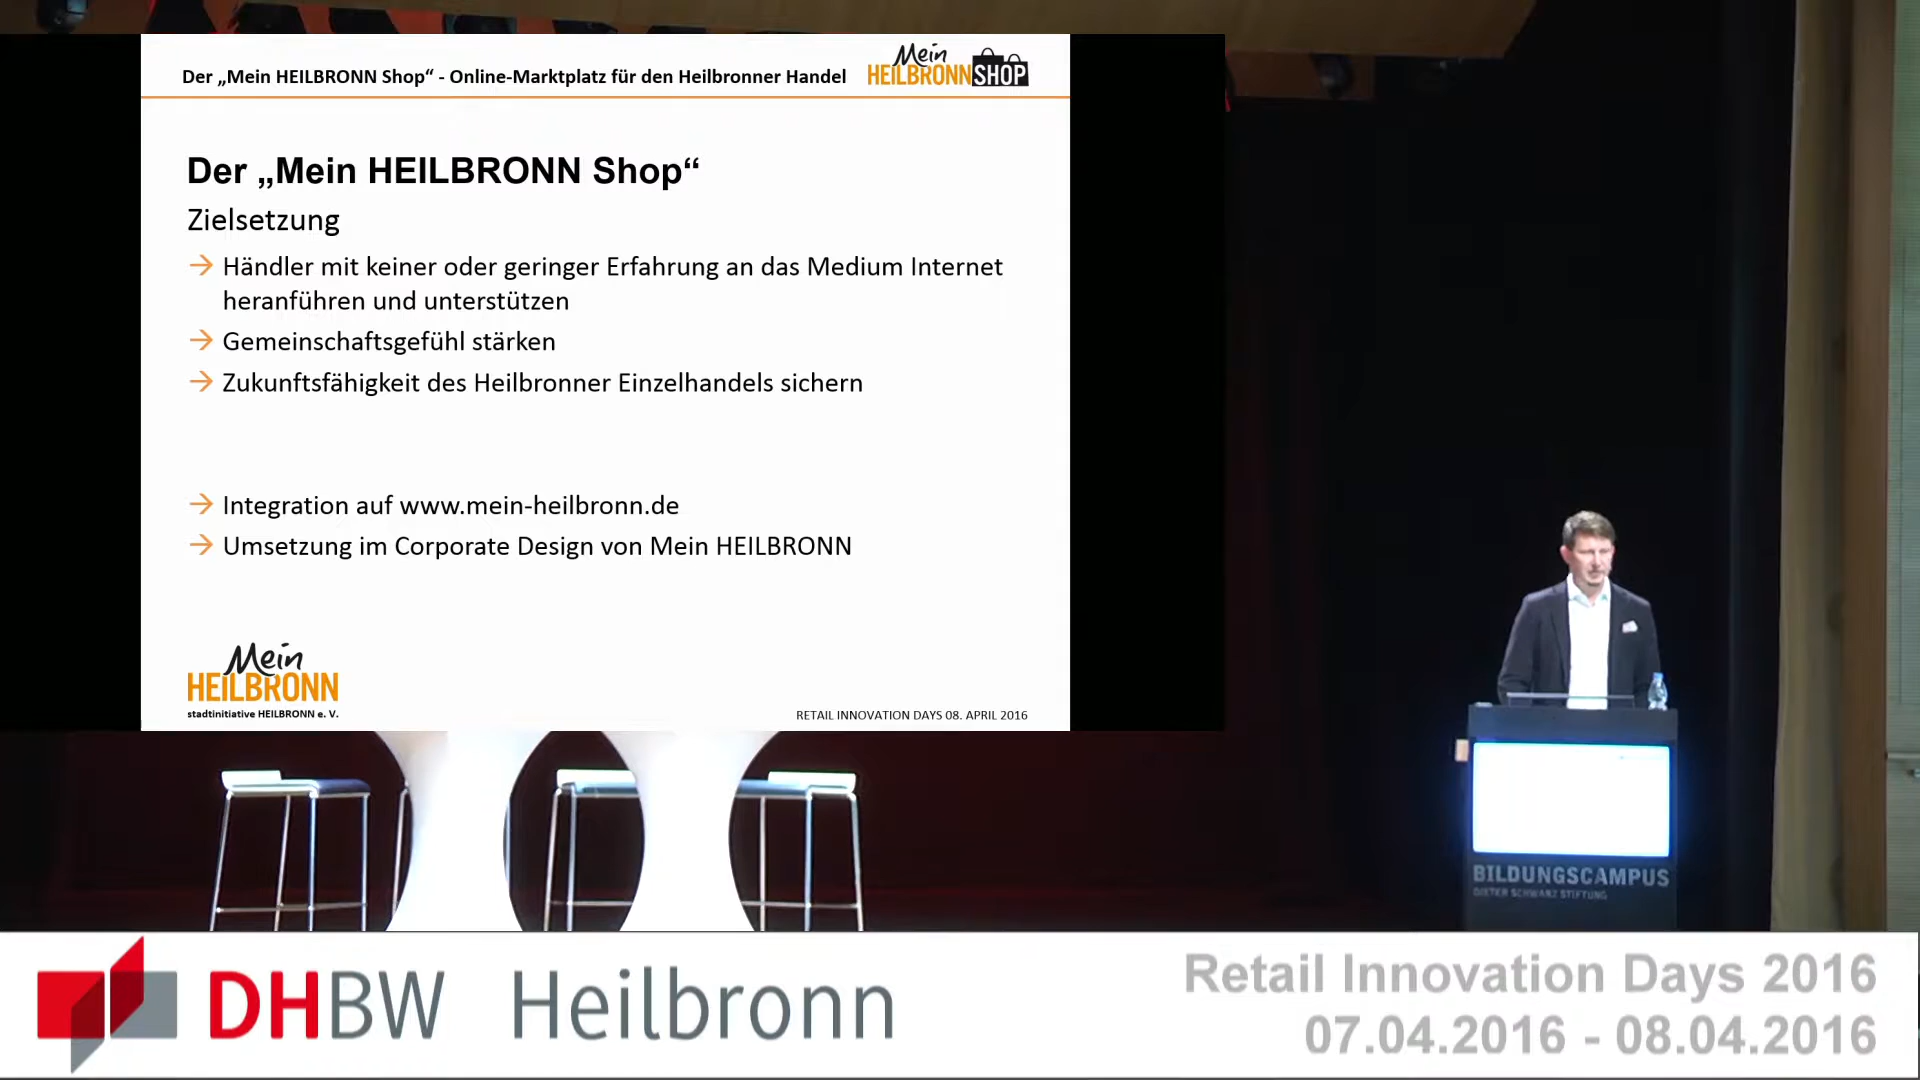 Der „Mein HEILBRONN Shop“ - Online-Marktplatz für den Heilbronner Handel
Mein
HEILBRONN SHOP
Der „Mein HEILBRONN Shop“
Zielsetzung
→ Händler mit keiner oder geringer Erfahrung an das Medium Internet
heranführen und unterstützen
→ Gemeinschaftsgefühl stärken
→ Zukunftsfähigkeit des Heilbronner Einzelhandels sichern
→ Integration auf www.mein-heilbronn.de
→ Umsetzung im Corporate Design von Mein HEILBRONN
Mein
HEILBRONN
stadtinitiative HEILBRONN e. V.
RETAIL INNOVATION DAYS 08. APRIL 2016
BILDUNGSCAMPUS
DIETER SCHWARZ STIFTUNG
DHBW Heilbronn
Retail Innovation Days 2016
07.04.2016 - 08.04.2016